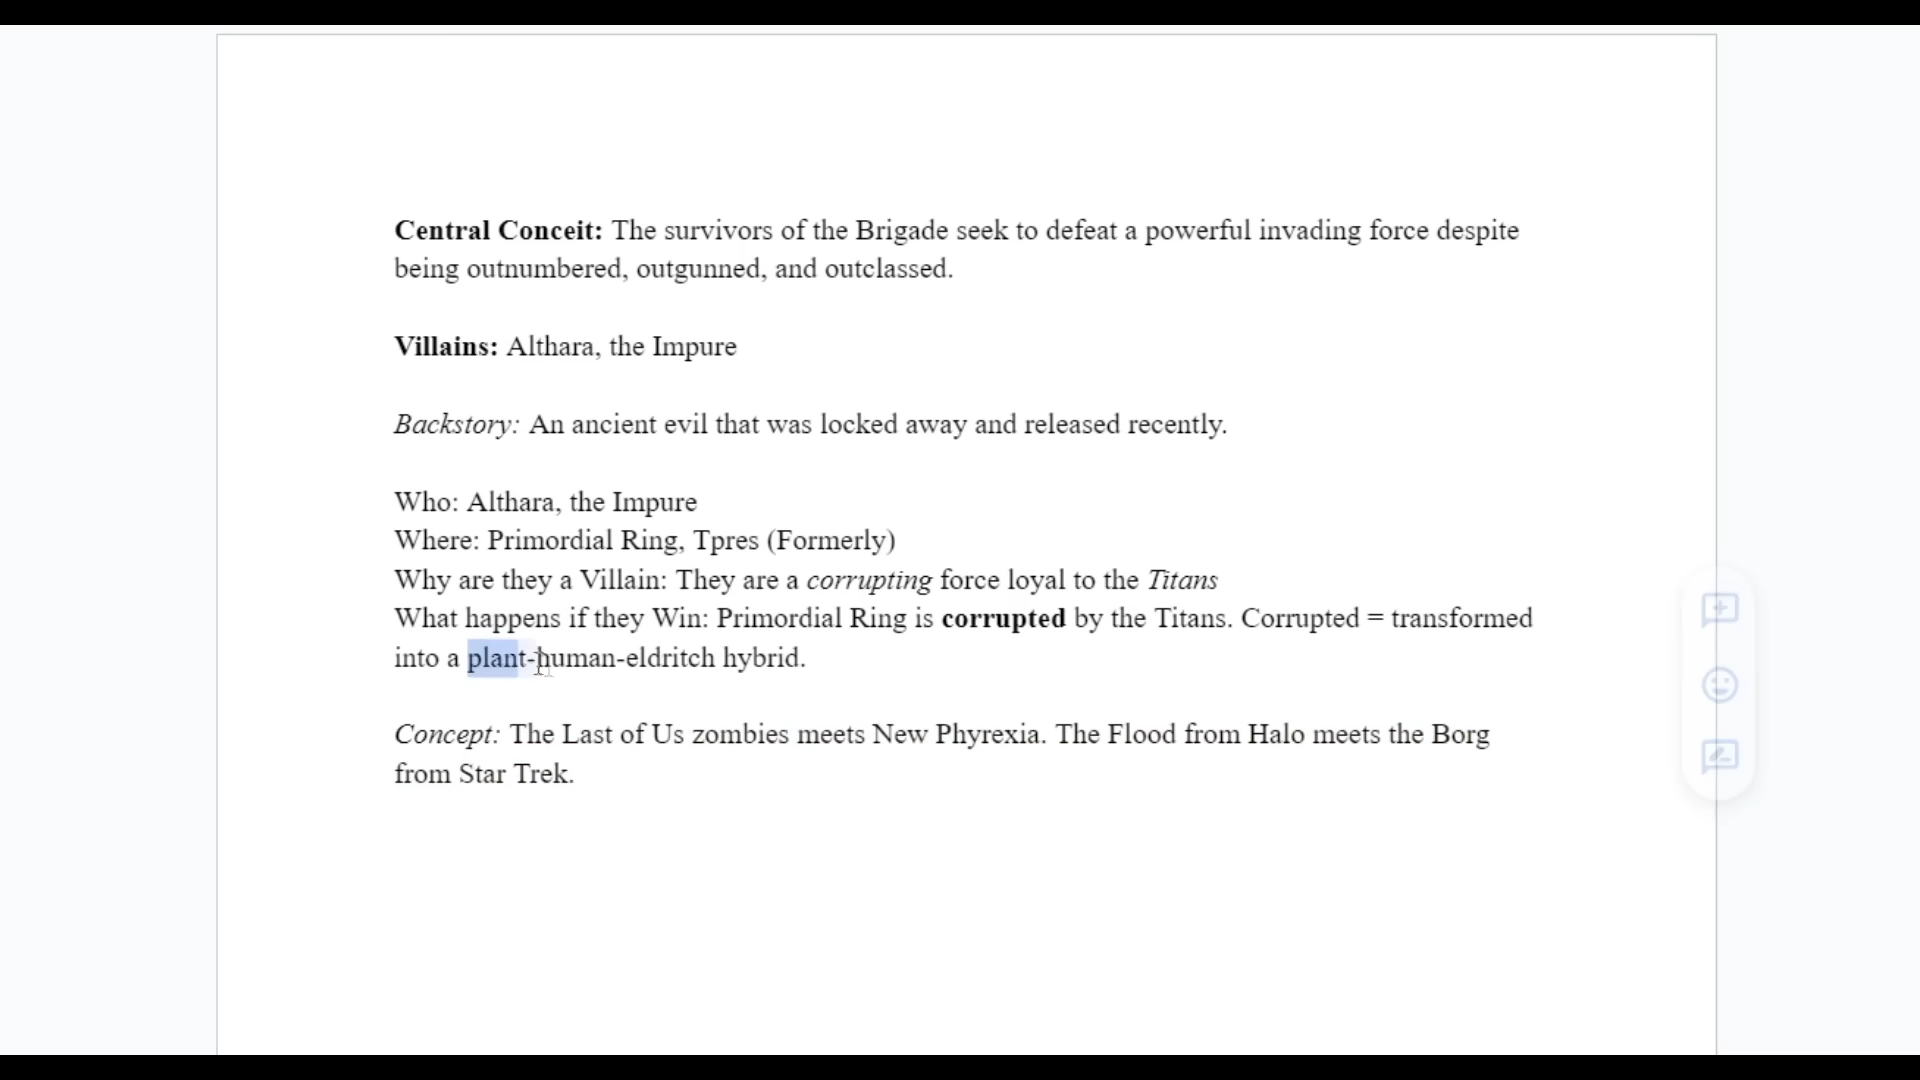 Central Conceit: The survivors of the Brigade seek to defeat a powerful invading force despite
being outnumbered, outgunned, and outclassed.
Villains: Althara, the Impure
Backstory: An ancient evil that was locked away and released recently.
Who: Althara, the Impure
Where: Primordial Ring, Tpres (Formerly)
Why are they a Villain: They are a corrupting force loyal to the Titans
What happens if they Win: Primordial Ring is corrupted by the Titans. Corrupted = transformed
into a plant-human-eldritch hybrid.
Concept: The Last of Us zombies meets New Phyrexia. The Flood from Halo meets the Borg
from Star Trek.